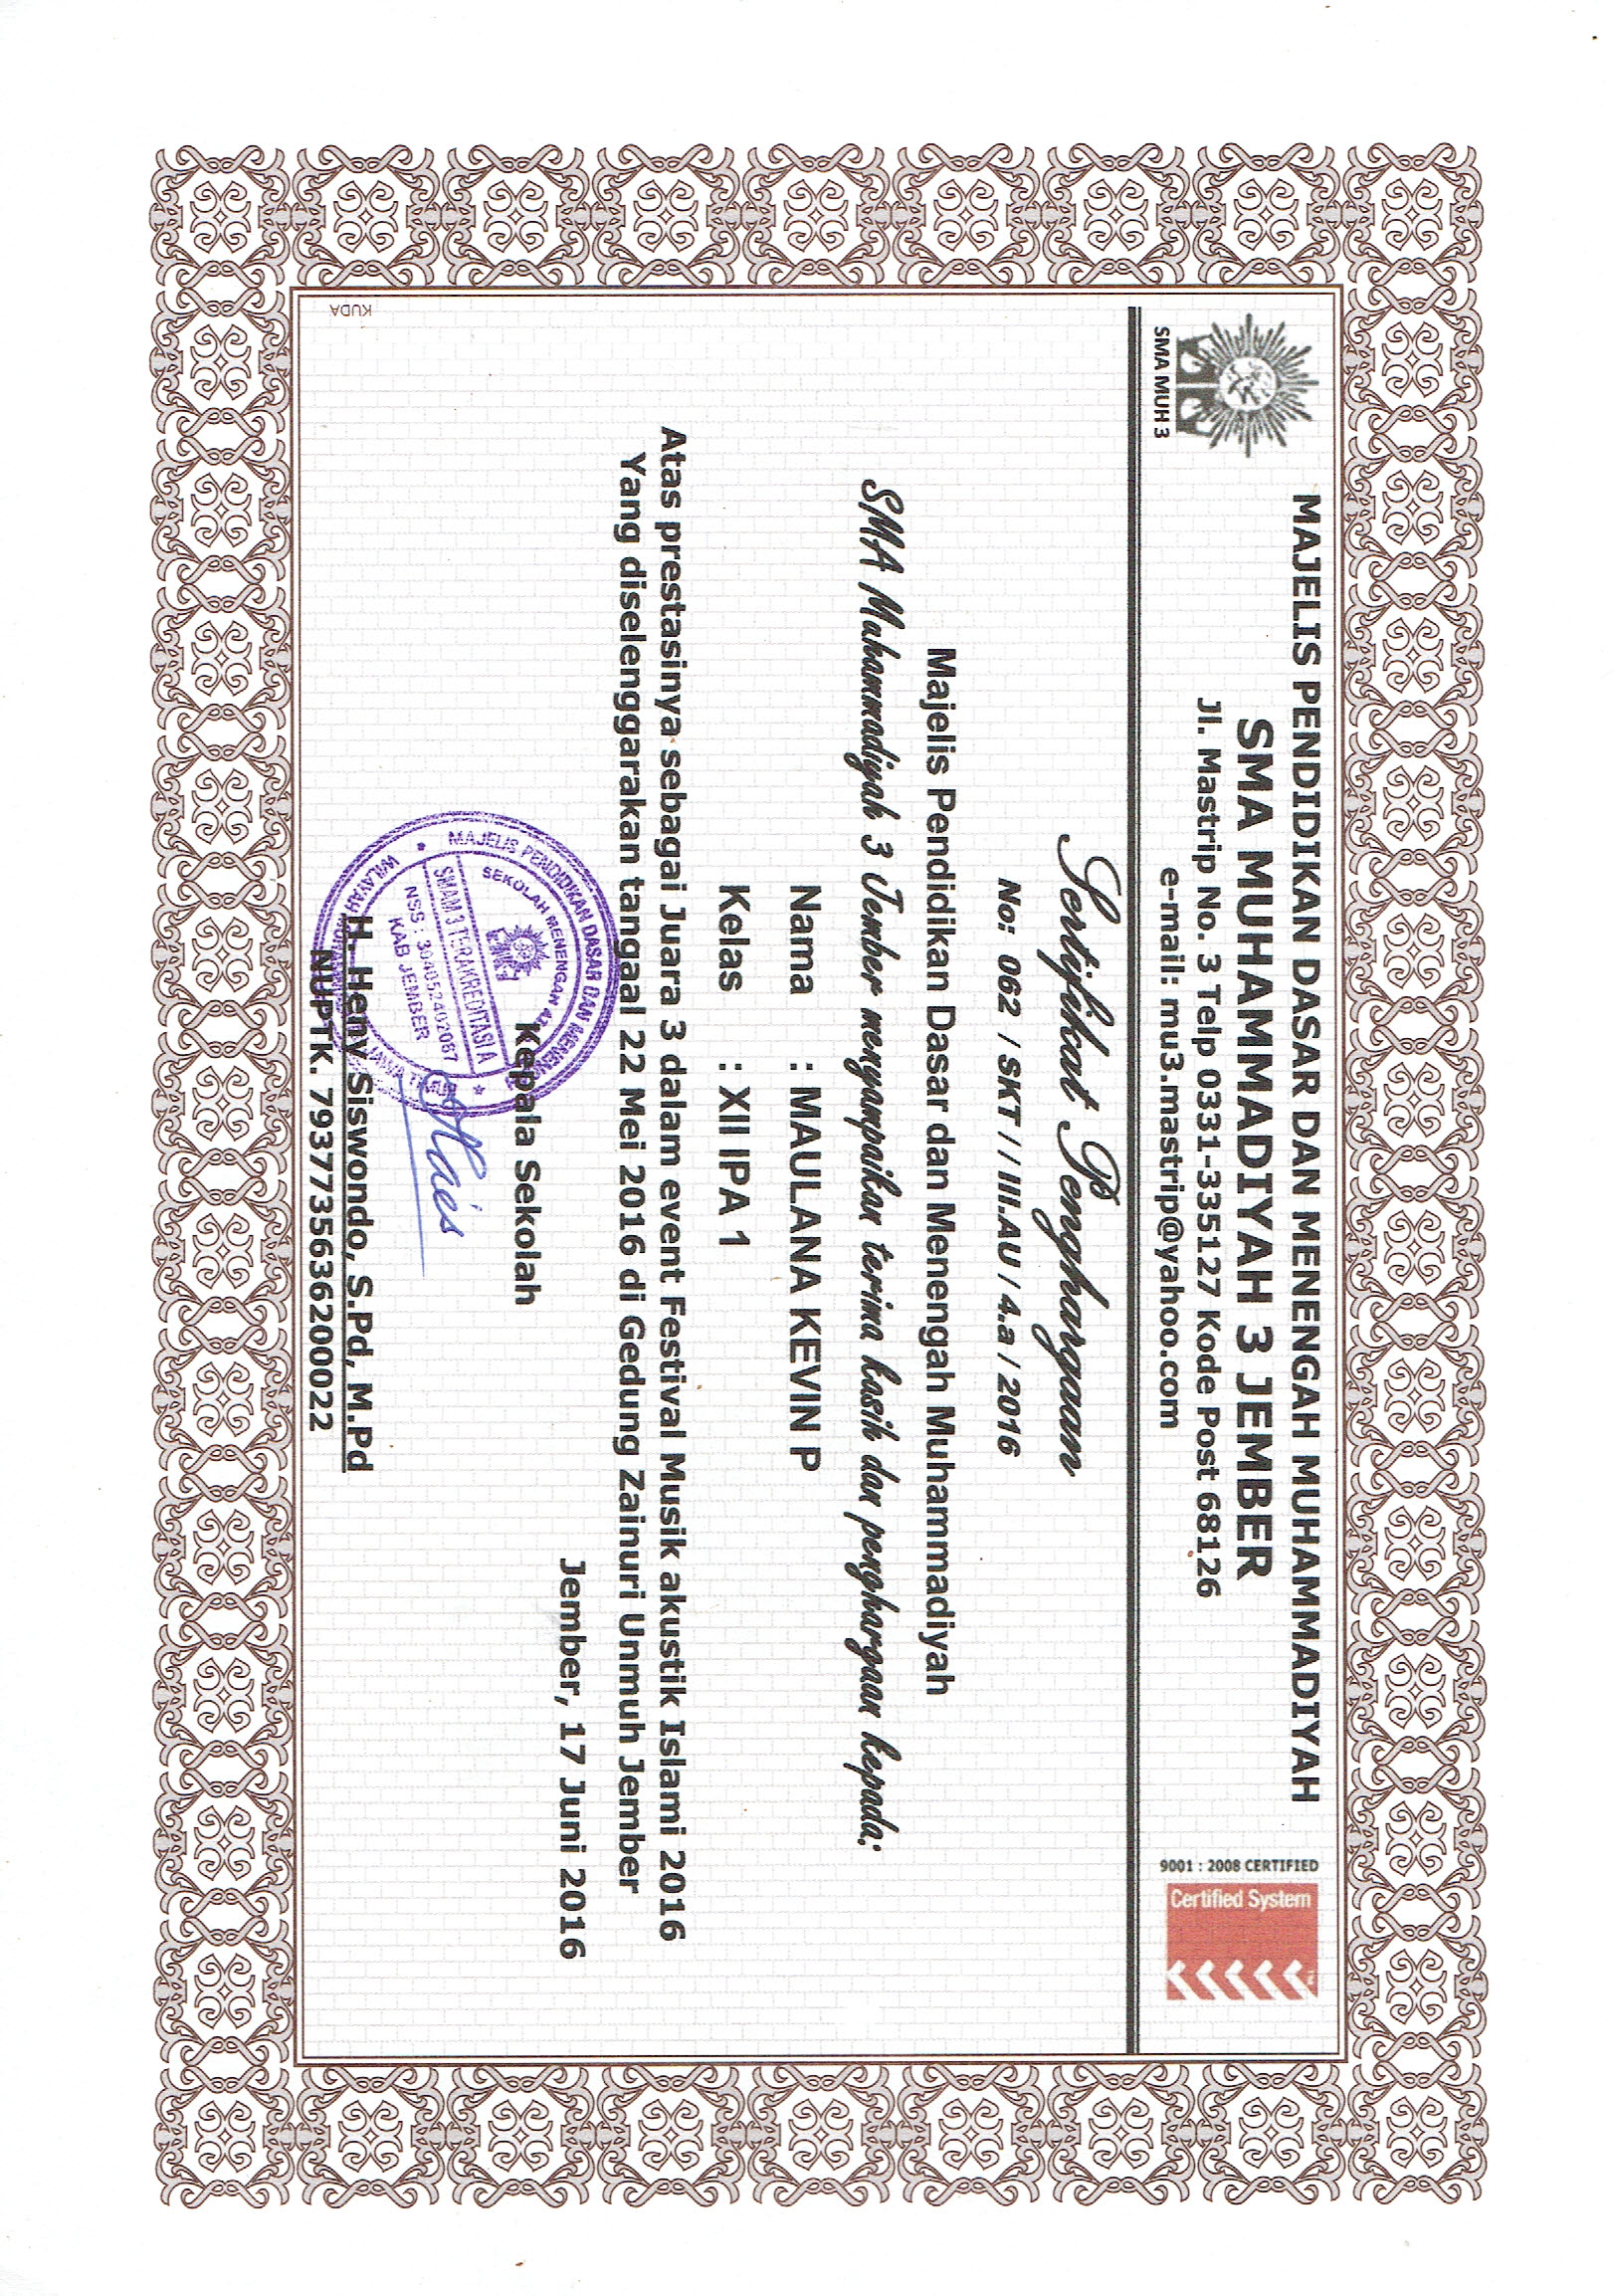 MAJELIS PENDIDIKAN DASAR DAN MENENGAH MUHAMMADIYAH
SMA MUHAMMADIYAH 3 JEMBER
Jl. Mastrip No. 3 Telp 0331-335127 Kode Post 68126
e-mail: mu3.mastrip@yahoo.com
SMA MUH 3
9001 : 2008 CERTIFIED
Certified System
Sertifikat Penghargaan
No: 062 / SKT / / III.AU / 4.a / 2016
Majelis Pendidikan Dasar dan Menengah Muhammadiyah
SMA Muhammadiyah 3 Jember menyampaikan terima kasih dan penghargaan kepada:
Nama : MAULANA KEVIN P
Kelas : XII IPA 1
Atas prestasinya sebagai Juara 3 dalam event Festival Musik akustik Islami 2016
Yang diselenggarakan tangaal 22 Mei 2016 di Gedung Zainuri Unmuh Jember
Jember, 17 Juni 2016
Kepala Sekolah
MAJELIS PENDIDIKAN DASAR DAN MENENGAH
SEKOLAH MENENGAH
SMAM 3 TERAKREDITASI A
NSS : 304052402087
KAB JEMBER
WILAYAH MUHAMMADIYAH JAWA TIMUR
H. Heny Siswondo, S.Pd, M.Pd
NUPTK. 7937735636200022
KUDA